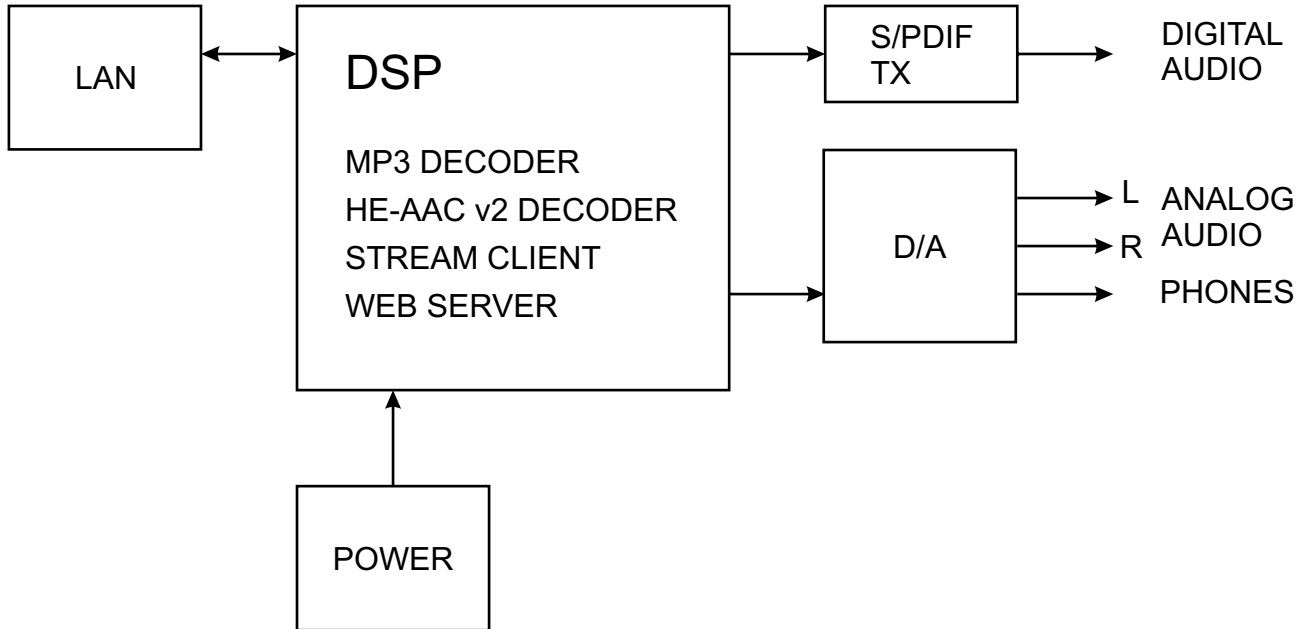 LAN
DSP
MP3 DECODER
HE-AAC v2 DECODER
STREAM CLIENT
WEB SERVER
S/PDIF
TX
DIGITAL
AUDIO
D/A
L
R
ANALOG
AUDIO
PHONES
POWER